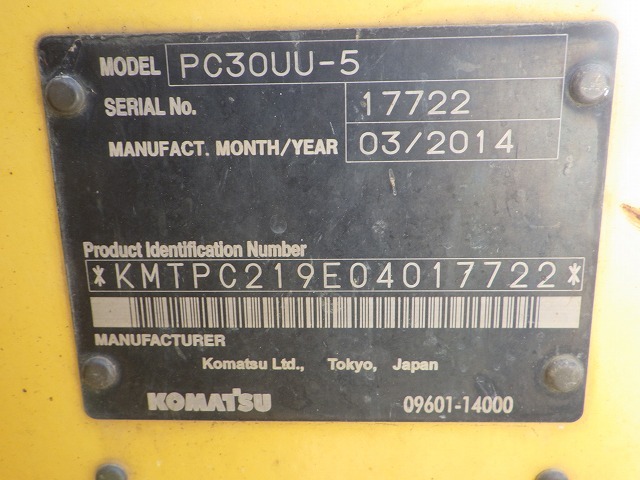 MODEL PC30UU-5
SERIAL No. 17722
MANUFACT. MONTH/YEAR 03/2014
Product Identification Number
*KMTPC219E04017722*
MANUFACTURER
Komatsu Ltd., Tokyo, Japan
KOMATSU 09601-14000